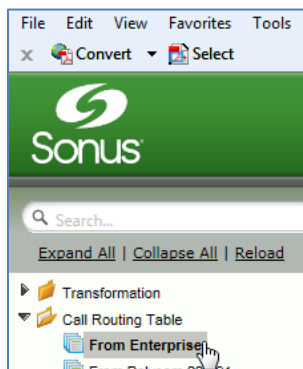 File Edit View Favorites Tools
x Convert Select
Sonus
Search...
Expand All | Collapse All | Reload
Transformation
Call Routing Table
From Enterprise